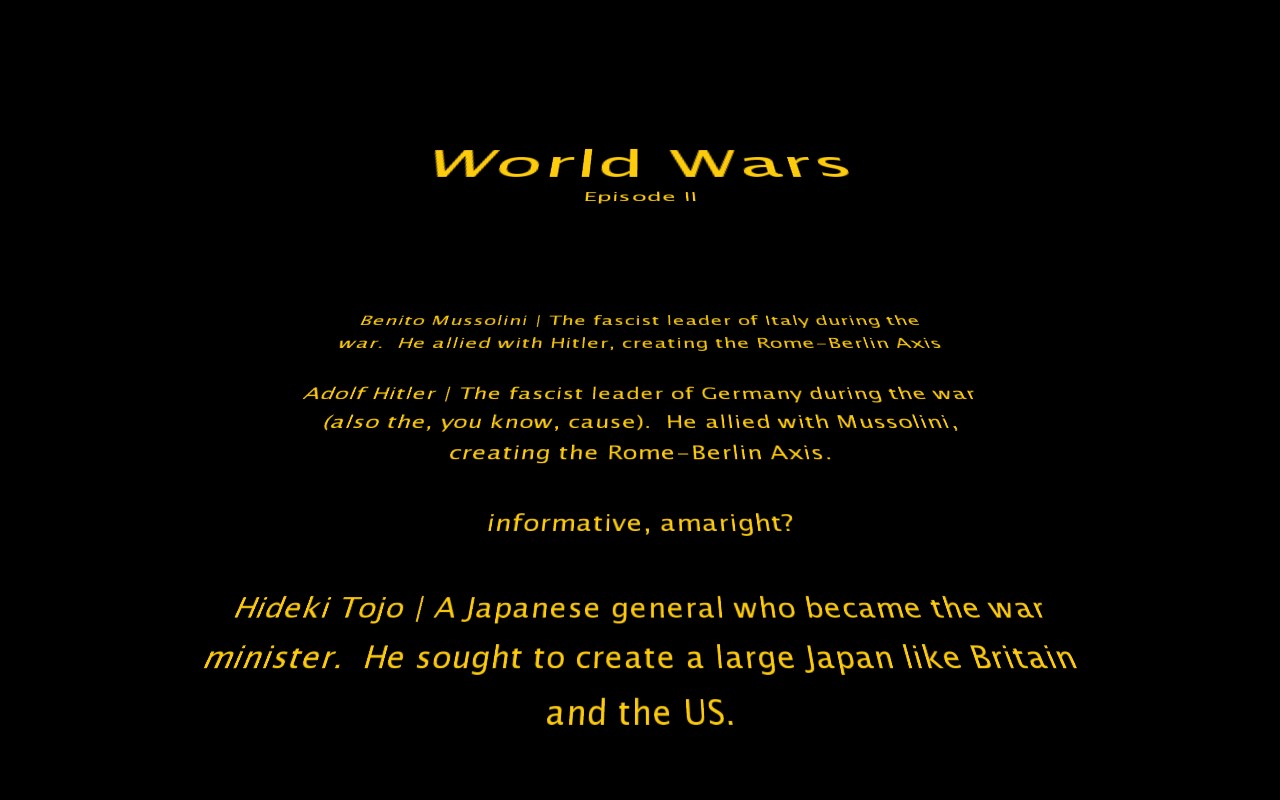 World Wars
Episode II
Benito Mussolini | The fascist leader of Italy during the
war.  He allied with Hitler, creating the Rome-Berlin Axis
Adolf Hitler | The fascist leader of Germany during the war
(also the, you know, cause).  He allied with Mussolini,
creating the Rome-Berlin Axis.
informative, amaright?
Hideki Tojo | A Japanese general who became the war
minister.  He sought to create a large Japan like Britain
and the US.